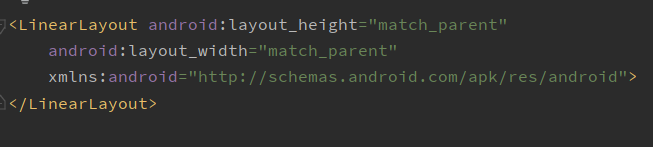 <LinearLayout android:layout_height="match_parent"
    android:layout_width="match_parent"
    xmlns:android="http://schemas.android.com/apk/res/android">
</LinearLayout>